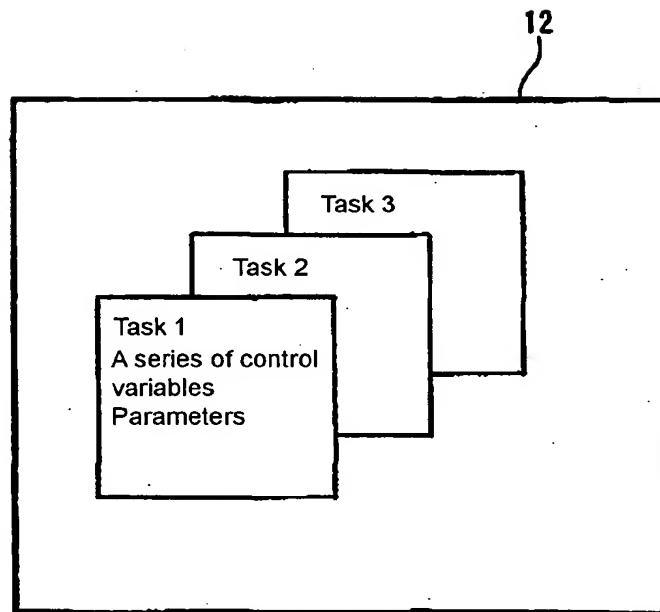 12
Task 3
Task 2
Task 1
A series of control
variables
Parameters